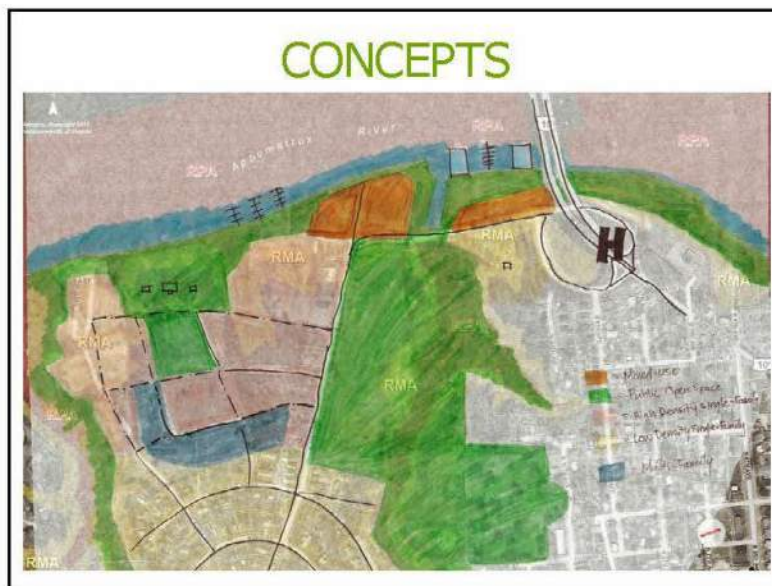 CONCEPTS
Appomattox River
RPA
RPA
RPA
RMA
RMA
RMA
RMA
RMA
RMA
H
10
= Mixed-use
= Public Open Space
= High Density Single-Family
= Low Density Single-Family
= Multi-Family